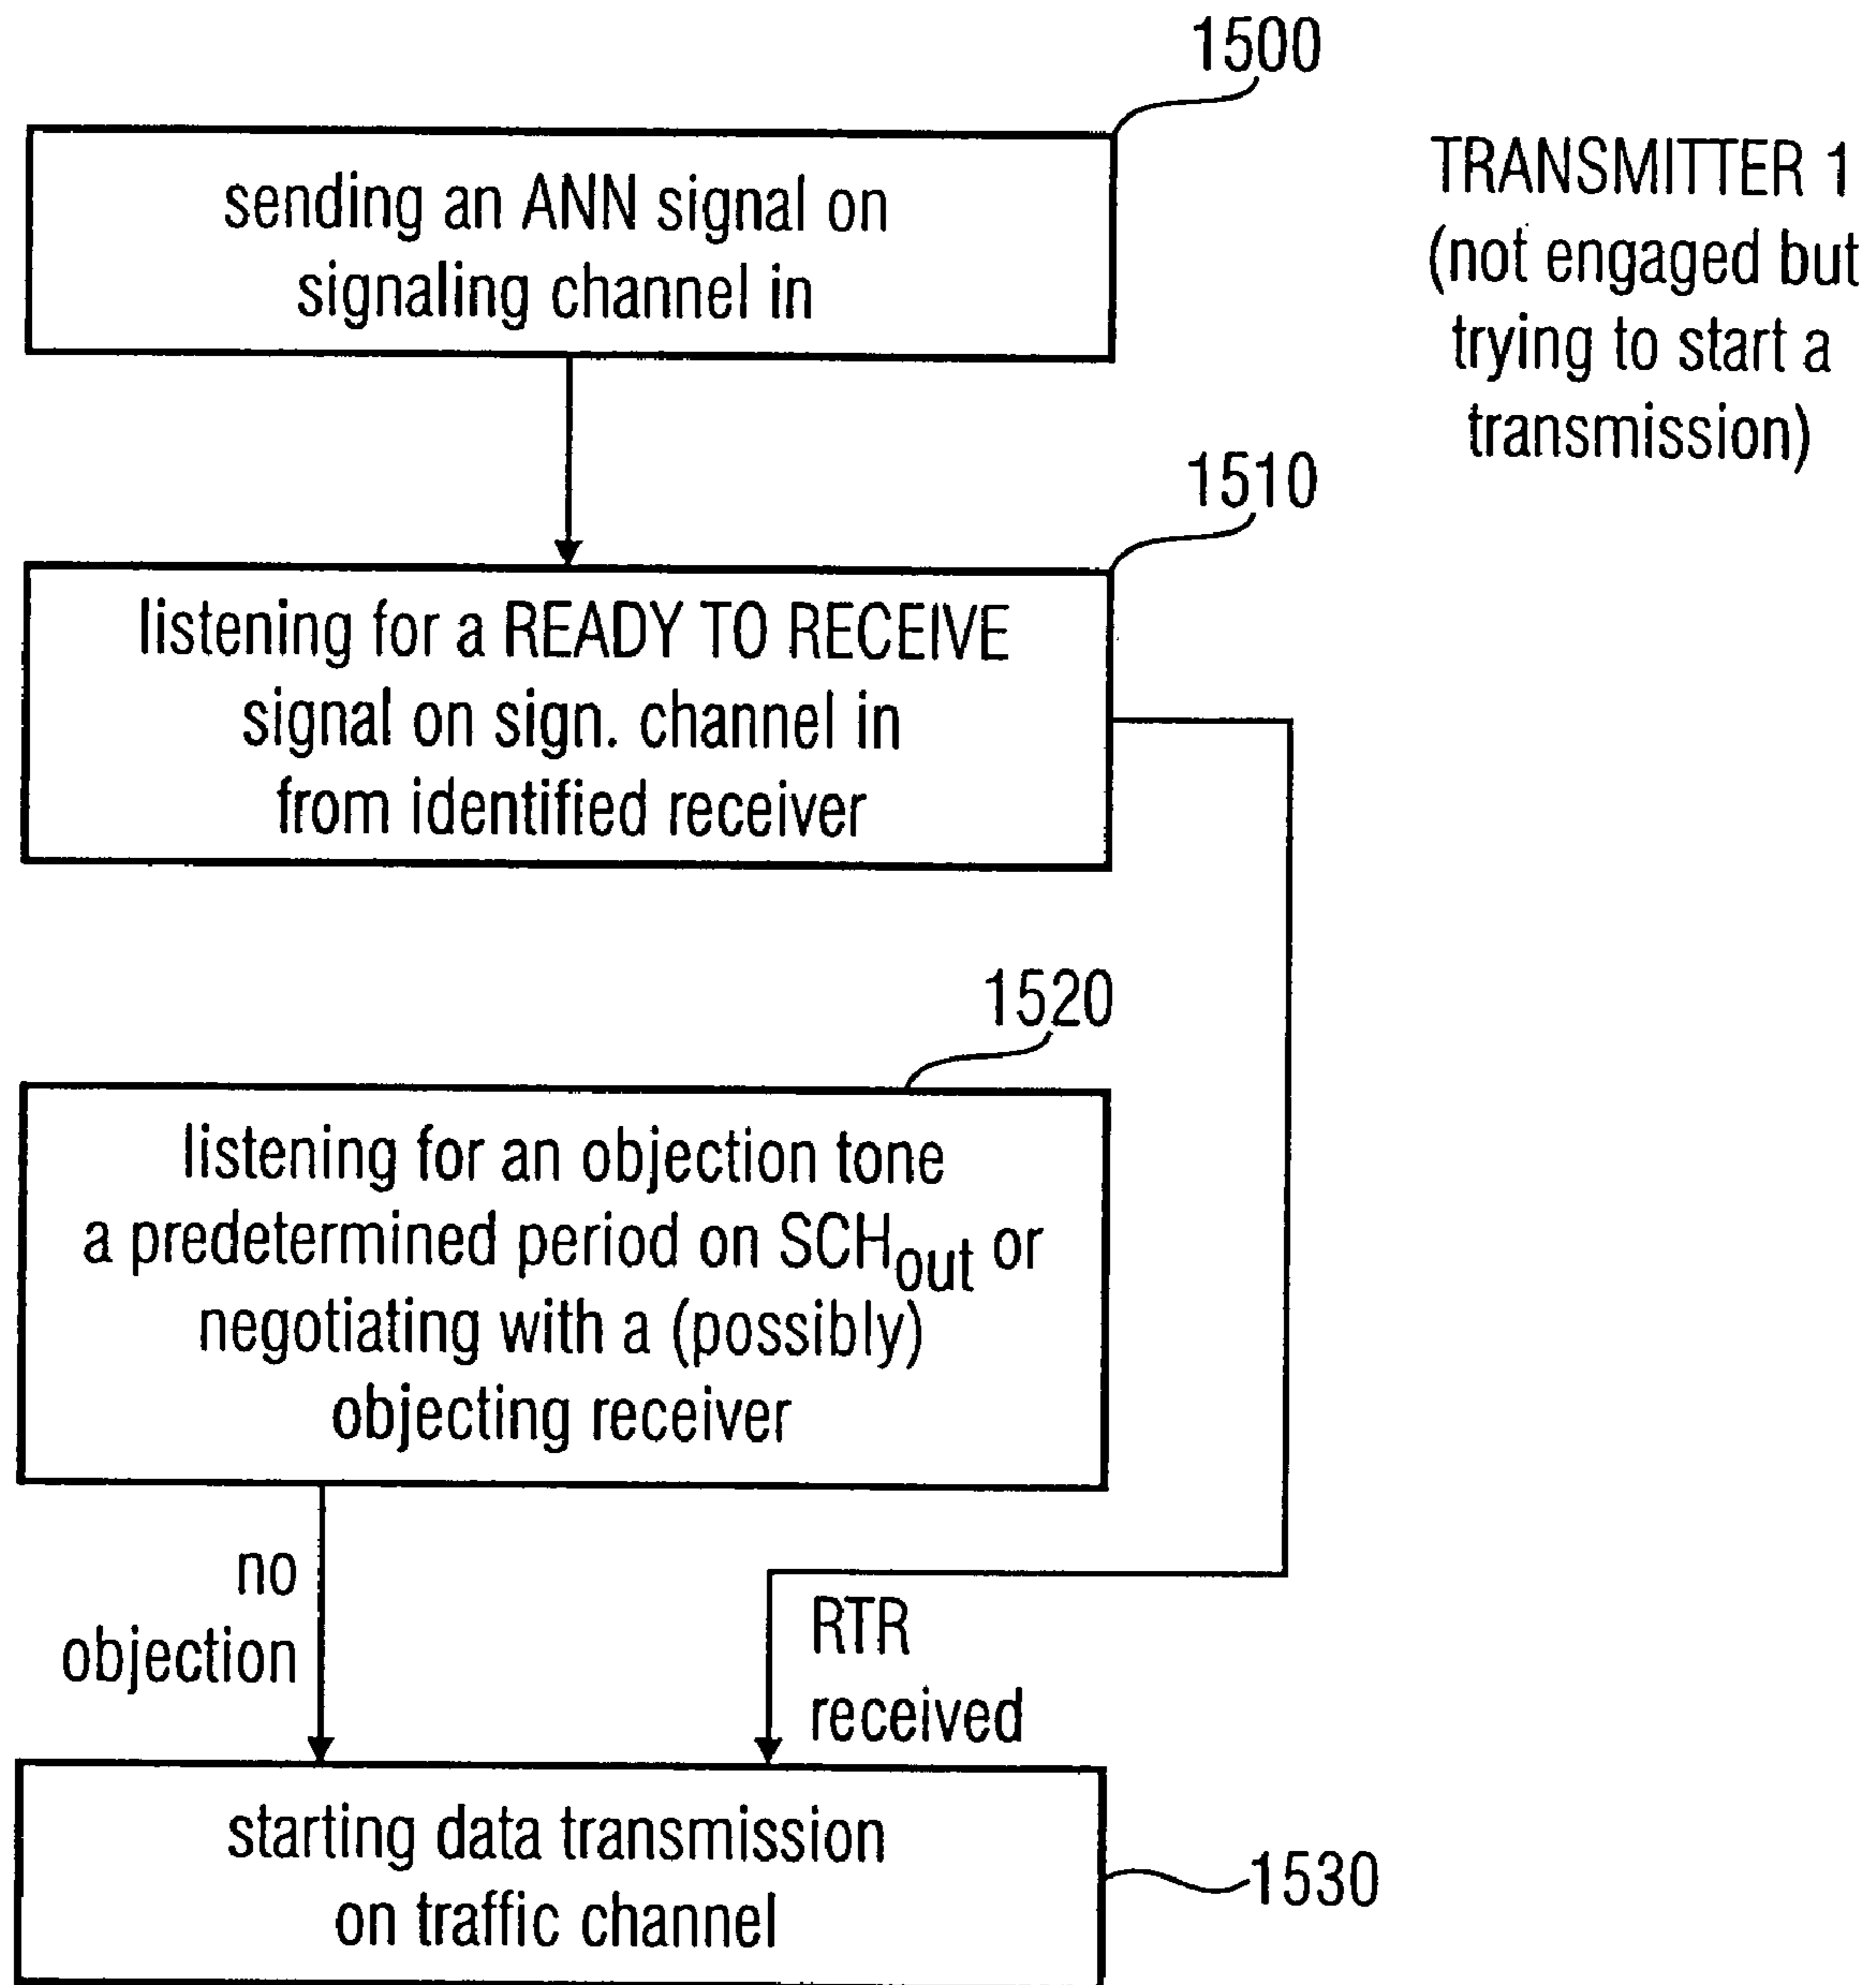 1500
sending an ANN signal on
signaling channel in
TRANSMITTER 1
(not engaged but
trying to start a
transmission)
1510
listening for a READY TO RECEIVE
signal on sign. channel in
from identified receiver
1520
listening for an objection tone
a predetermined period on SCHout or
negotiating with a (possibly)
objecting receiver
no
objection
RTR
received
starting data transmission
on traffic channel
1530